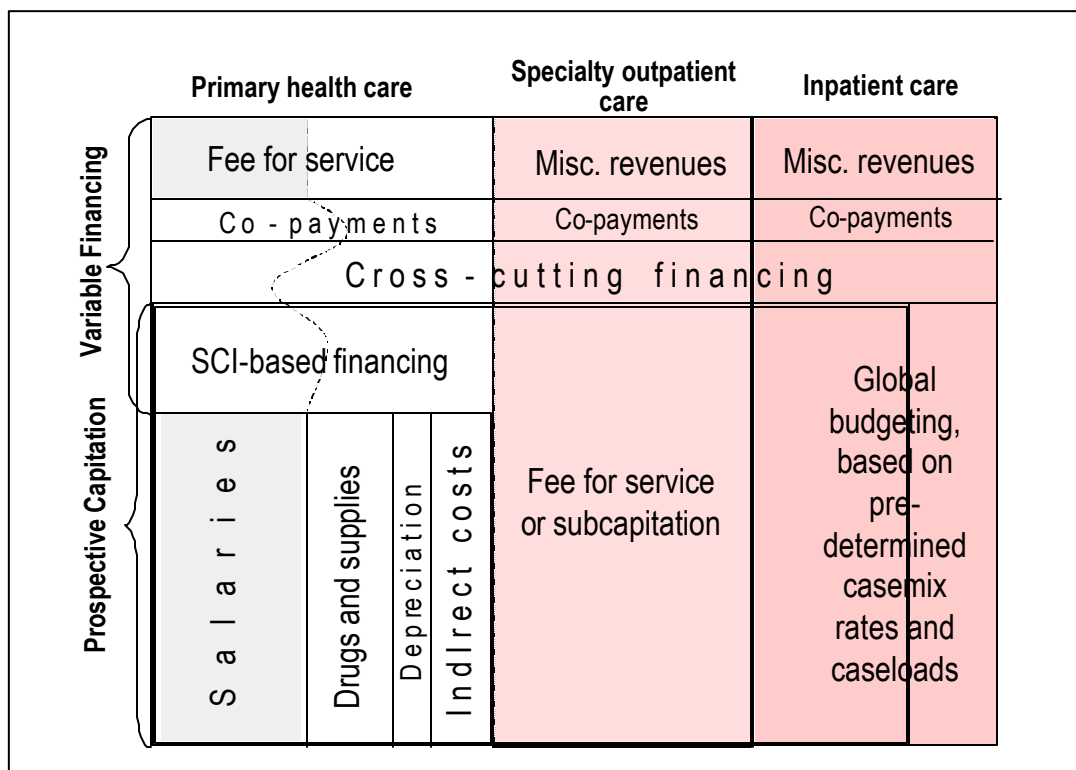 Primary health care
Specialty outpatient
care
Inpatient care
Variable Financing
Prospective Capitation
Fee for service
Misc. revenues
Misc. revenues
Co-payments
Co-payments
Co-payments
Cross-cutting financing
SCI-based financing
Salaries
Drugs and supplies
Depreciation
IndIrect costs
Fee for service
or subcapitation
Global
budgeting,
based on
pre-
determined
casemix
rates and
caseloads